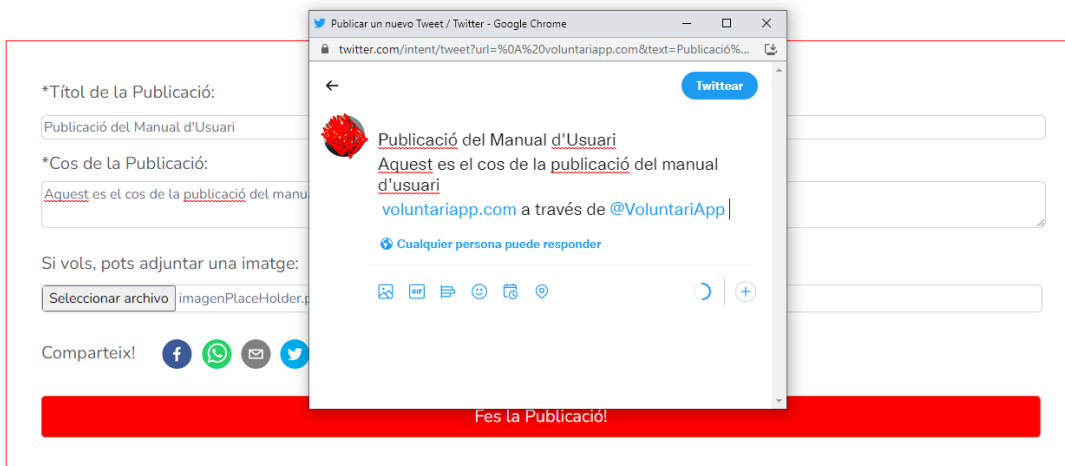 Publicar un nuevo Tweet / Twitter - Google Chrome
twitter.com/intent/tweet?url=%0A%20voluntariapp.com&text=Publicació%...
Twittear
Publicació del Manual d'Usuari
Aquest es el cos de la publicació del manual
d'usuari
voluntariapp.com a través de @VoluntariApp
Cualquier persona puede responder
GIF
*Títol de la Publicació:
Publicació del Manual d'Usuari
*Cos de la Publicació:
Aquest es el cos de la publicació del manu
Si vols, pots adjuntar una imatge:
Seleccionar archivo imagenPlaceHolder.p
Comparteix!
Fes la Publicació!